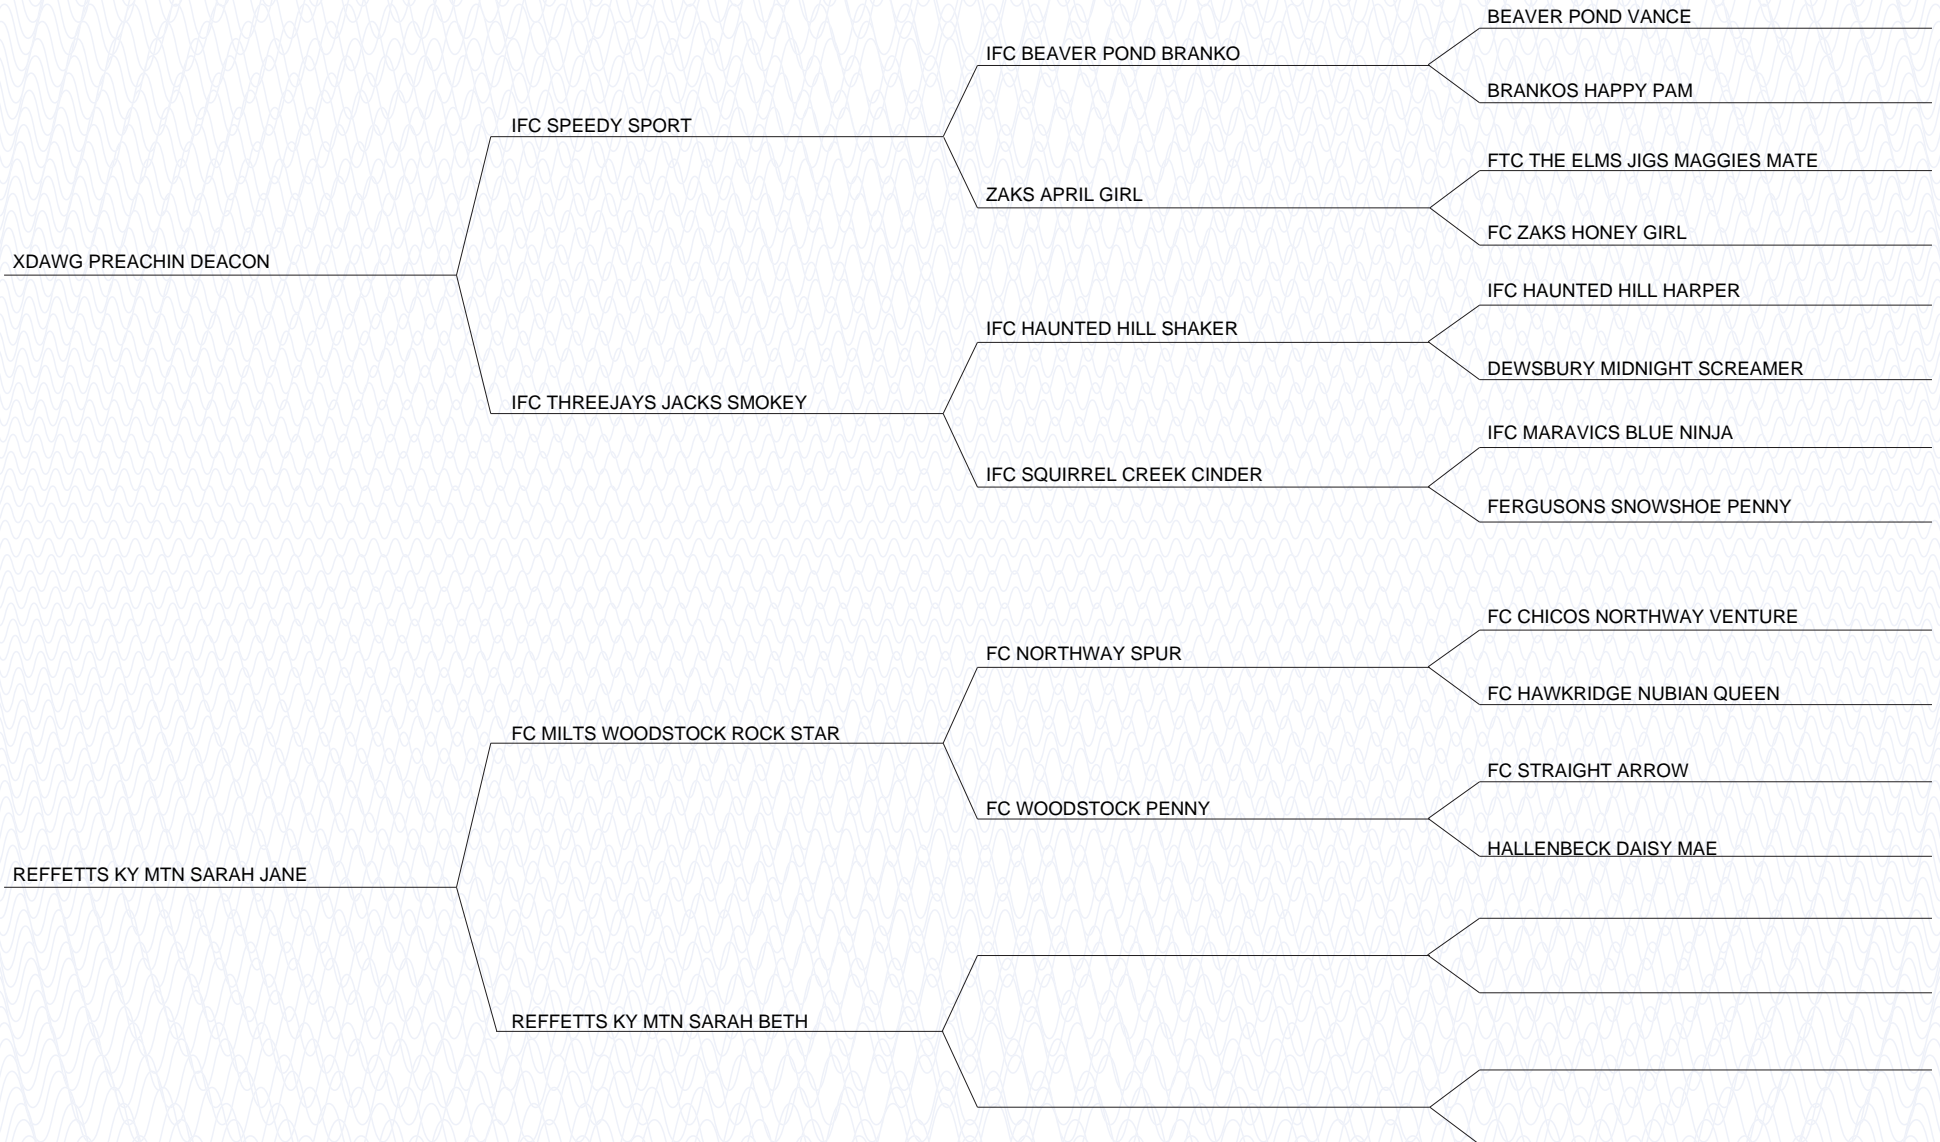 BEAVER POND VANCE
IFC BEAVER POND BRANKO
BRANKOS HAPPY PAM
IFC SPEEDY SPORT
FTC THE ELMS JIGS MAGGIES MATE
ZAKS APRIL GIRL
FC ZAKS HONEY GIRL
XDAWG PREACHIN DEACON
IFC HAUNTED HILL HARPER
IFC HAUNTED HILL SHAKER
DEWSBURY MIDNIGHT SCREAMER
IFC THREEJAYS JACKS SMOKEY
IFC MARAVICS BLUE NINJA
IFC SQUIRREL CREEK CINDER
FERGUSONS SNOWSHOE PENNY
FC CHICOS NORTHWAY VENTURE
FC NORTHWAY SPUR
FC HAWKRIDGE NUBIAN QUEEN
FC MILTS WOODSTOCK ROCK STAR
FC STRAIGHT ARROW
FC WOODSTOCK PENNY
HALLENBECK DAISY MAE
REFFETTS KY MTN SARAH JANE
REFFETTS KY MTN SARAH BETH